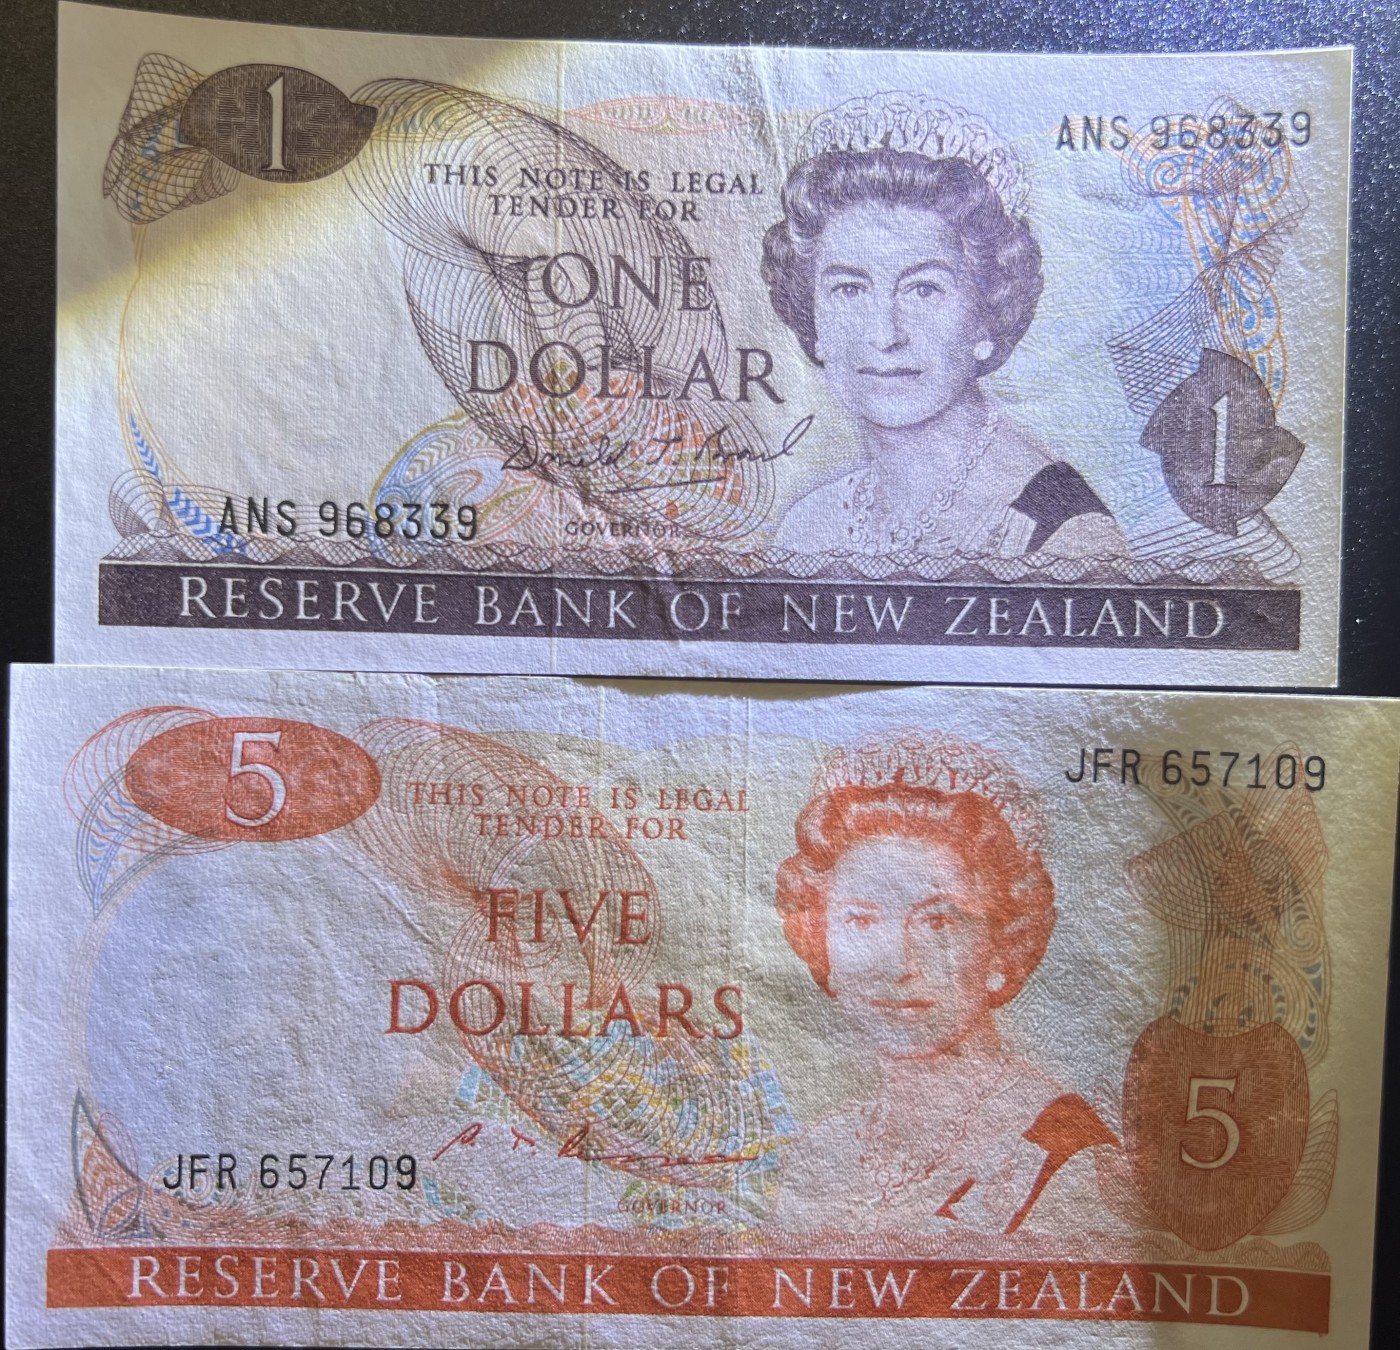 1
ANS 968339
THIS NOTE IS LEGAL
TENDER FOR
ONE
DOLLAR
Donald T. Brash
GOVERNOR
1
ANS 968339
RESERVE BANK OF NEW ZEALAND
5
JFR 657109
THIS NOTE IS LEGAL
TENDER FOR
FIVE
DOLLARS
5
JFR 657109
GOVERNOR
RESERVE BANK OF NEW ZEALAND